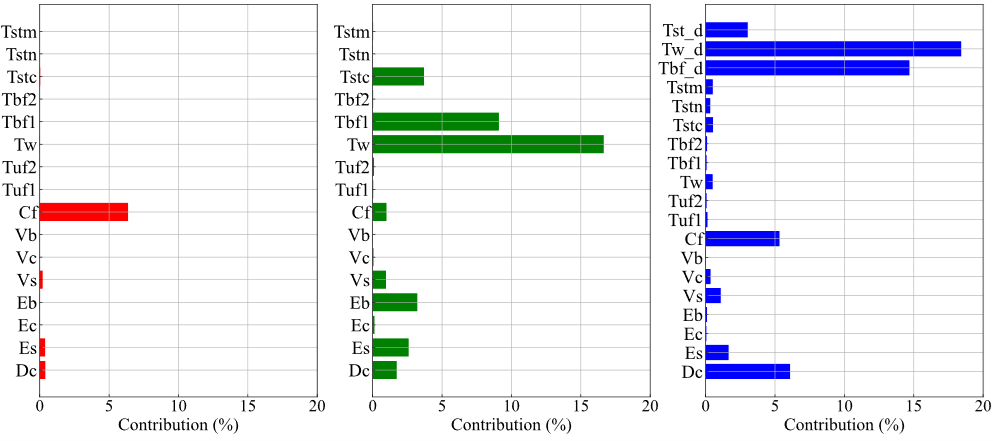 Tstm
Tstn
Tstc
Tbf2
Tbf1
Tw
Tuf2
Tuf1
Cf
Vb
Vc
Vs
Eb
Ec
Es
Dc
0 5 10 15 20
Contribution (%)
Tstm
Tstn
Tstc
Tbf2
Tbf1
Tw
Tuf2
Tuf1
Cf
Vb
Vc
Vs
Eb
Ec
Es
Dc
0 5 10 15 20
Contribution (%)
Tst_d
Tw_d
Tbf_d
Tstm
Tstn
Tstc
Tbf2
Tbf1
Tw
Tuf2
Tuf1
Cf
Vb
Vc
Vs
Eb
Ec
Es
Dc
0 5 10 15 20
Contribution (%)